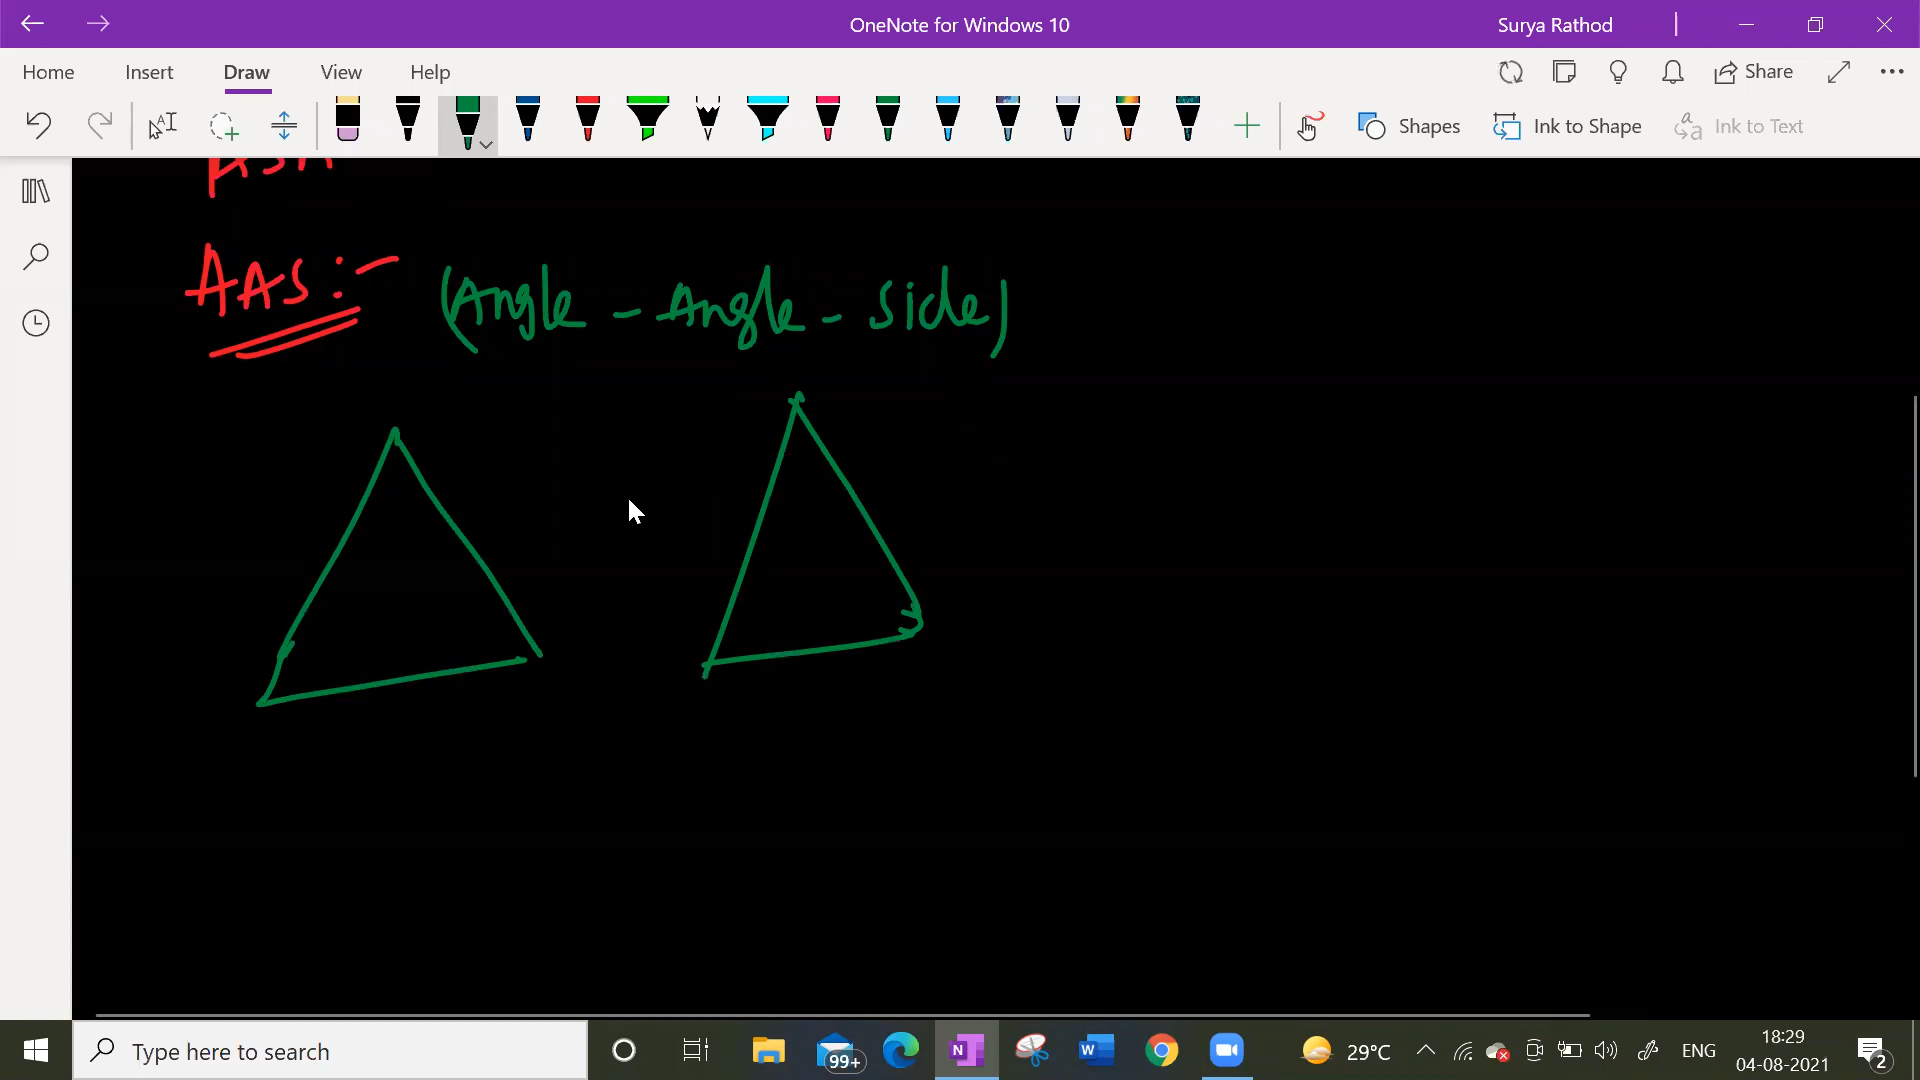 OneNote for Windows 10
Surya Rathod
Home Insert Draw View Help
Share
Shapes
Ink to Shape
Ink to Text
ASA
AAS :-
(Angle - Angle - side)
Type here to search
99+
29°C
ENG
18:29
04-08-2021
2